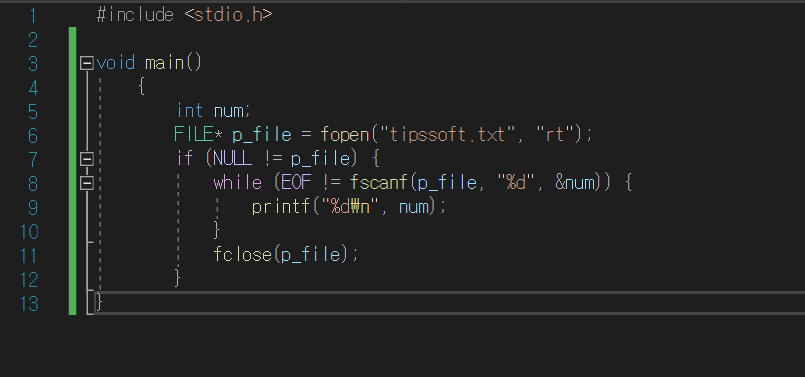 1 #include <stdio.h>
2
3 void main()
4 {
5 int num;
6 FILE* p_file = fopen("tipssoft.txt", "rt");
7 if (NULL != p_file) {
8 while (EOF != fscanf(p_file, "%d", &num)) {
9 printf("%d₩n", num);
10 }
11 fclose(p_file);
12 }
13 }